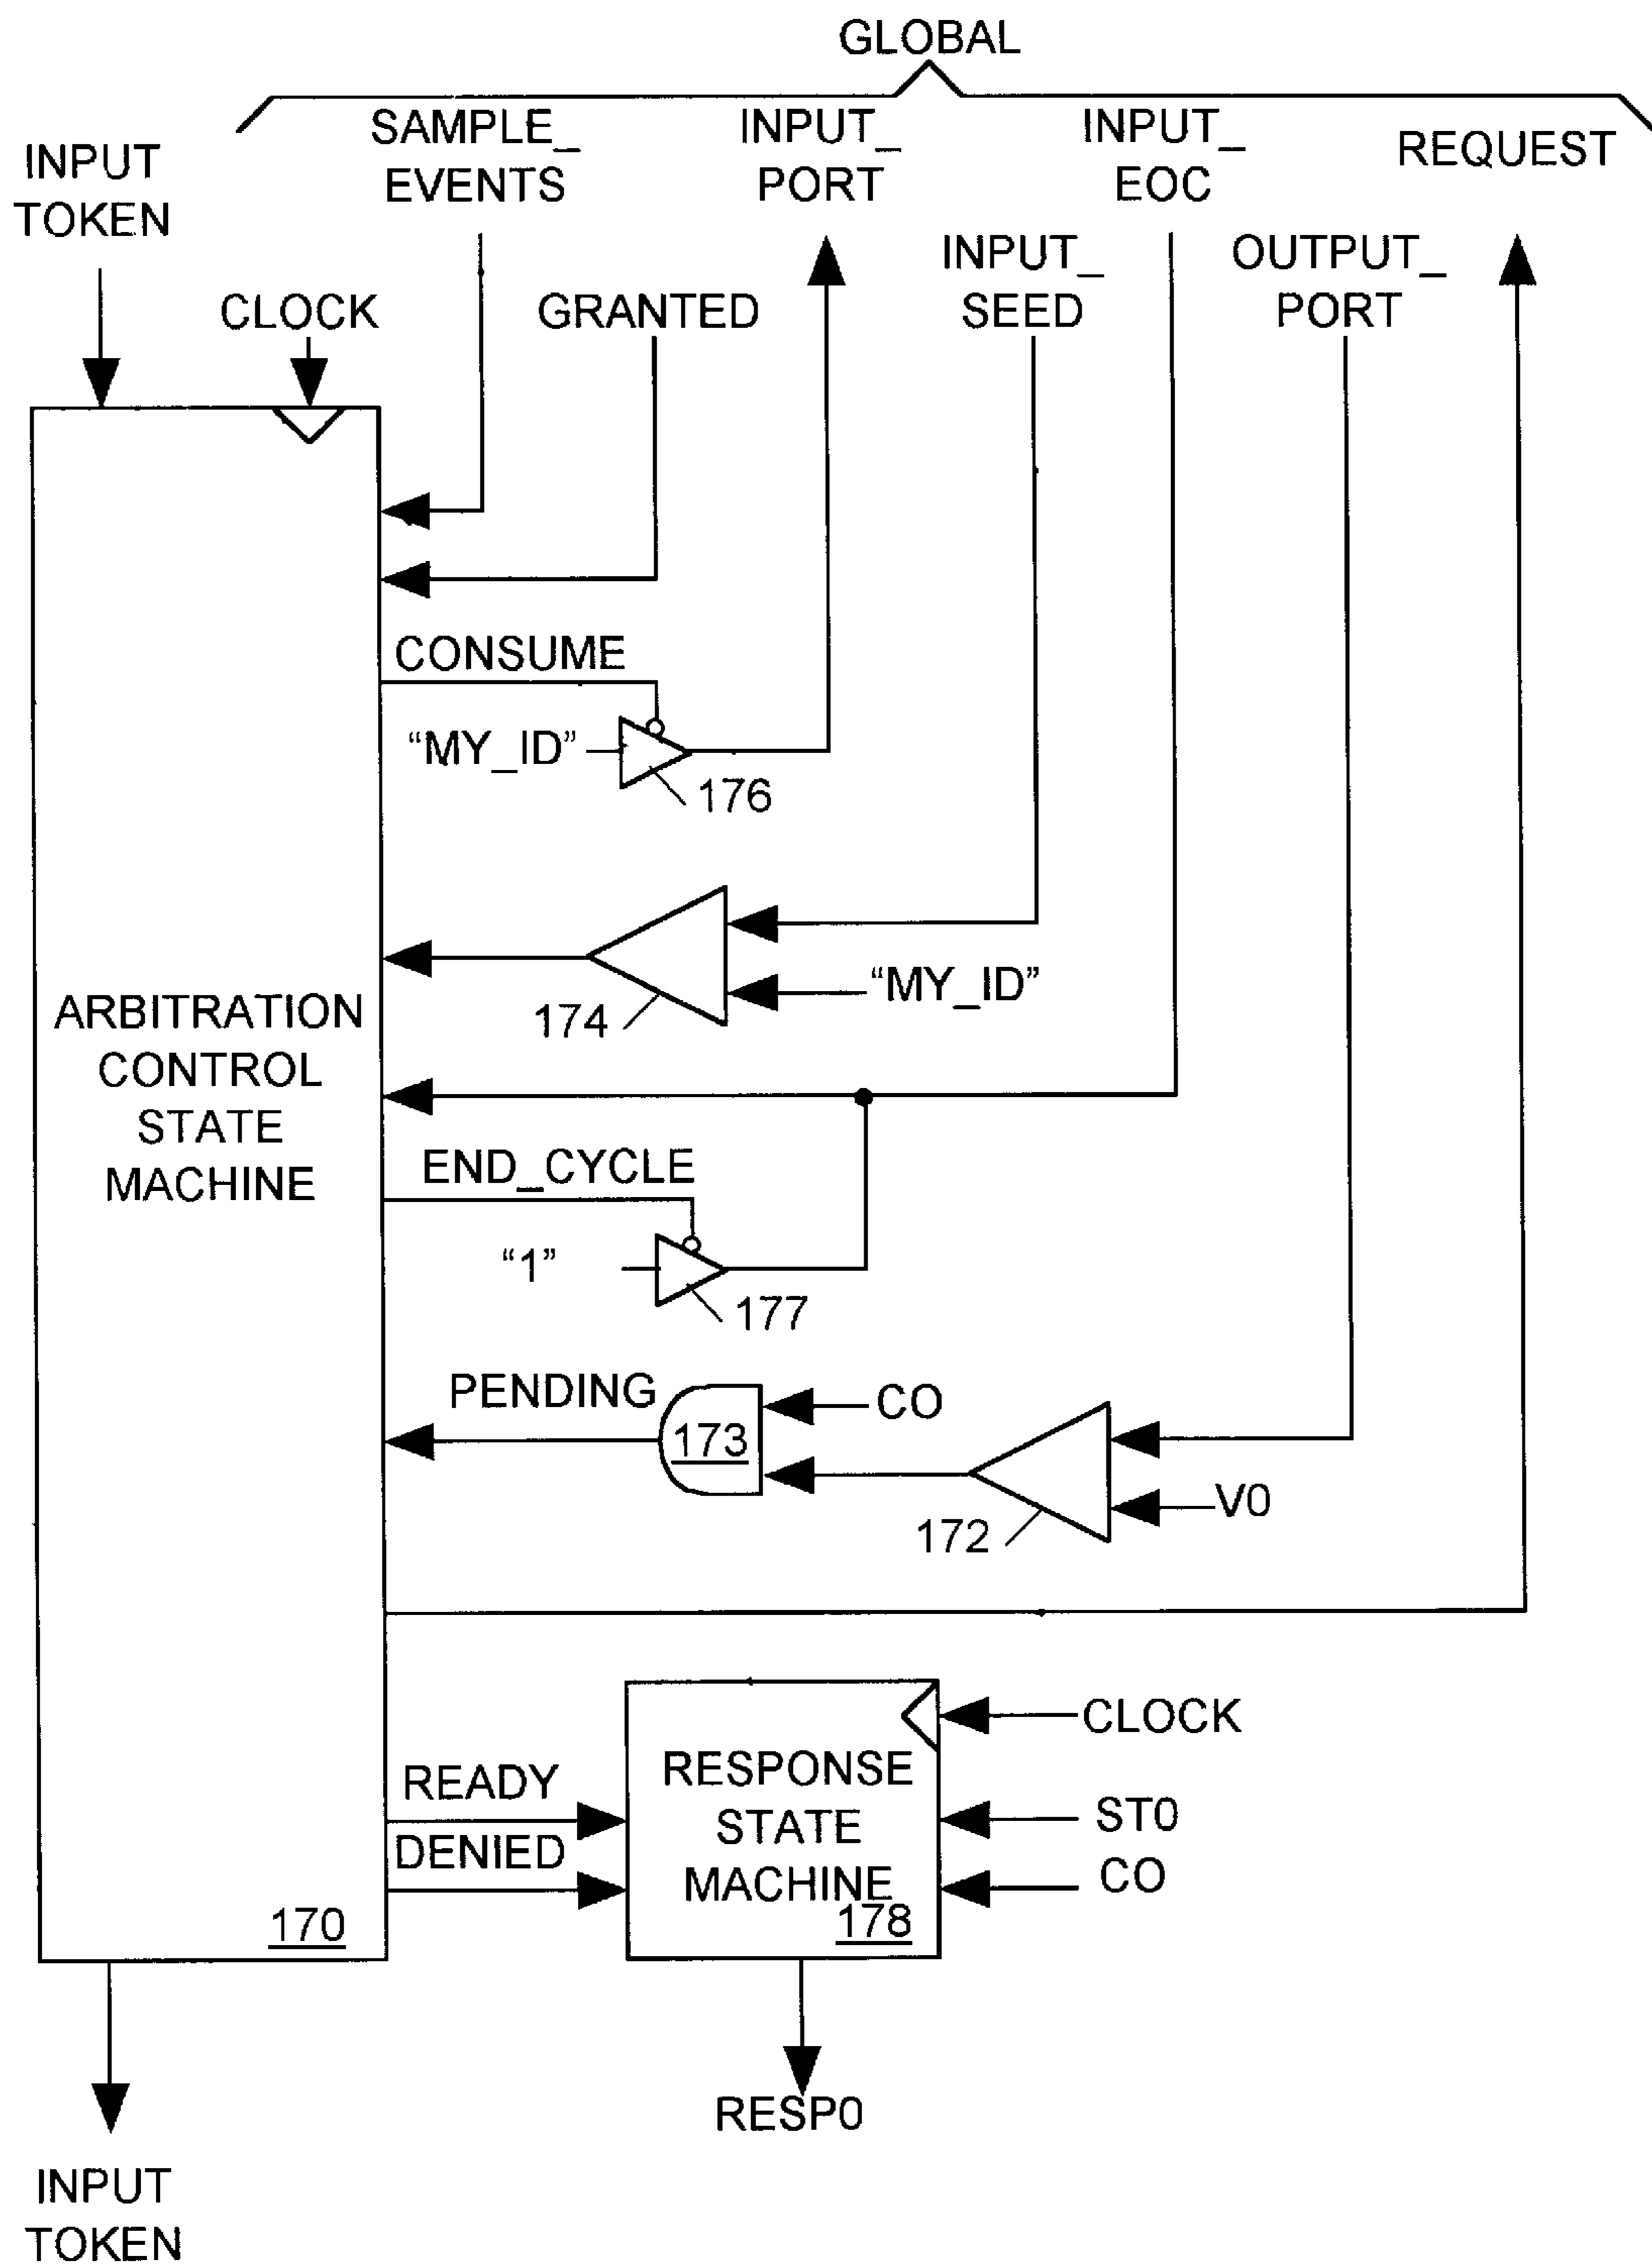 GLOBAL
INPUT
TOKEN
SAMPLE_
EVENTS
INPUT_
PORT
INPUT_
EOC
REQUEST
CLOCK
GRANTED
INPUT_
SEED
OUTPUT_
PORT
CONSUME
“MY_ID”
176
“MY_ID”
174
ARBITRATION
CONTROL
STATE
MACHINE
END_CYCLE
“1”
177
PENDING
CO
173
V0
172
CLOCK
READY
DENIED
RESPONSE
STATE
MACHINE
178
ST0
CO
170
RESP0
INPUT
TOKEN